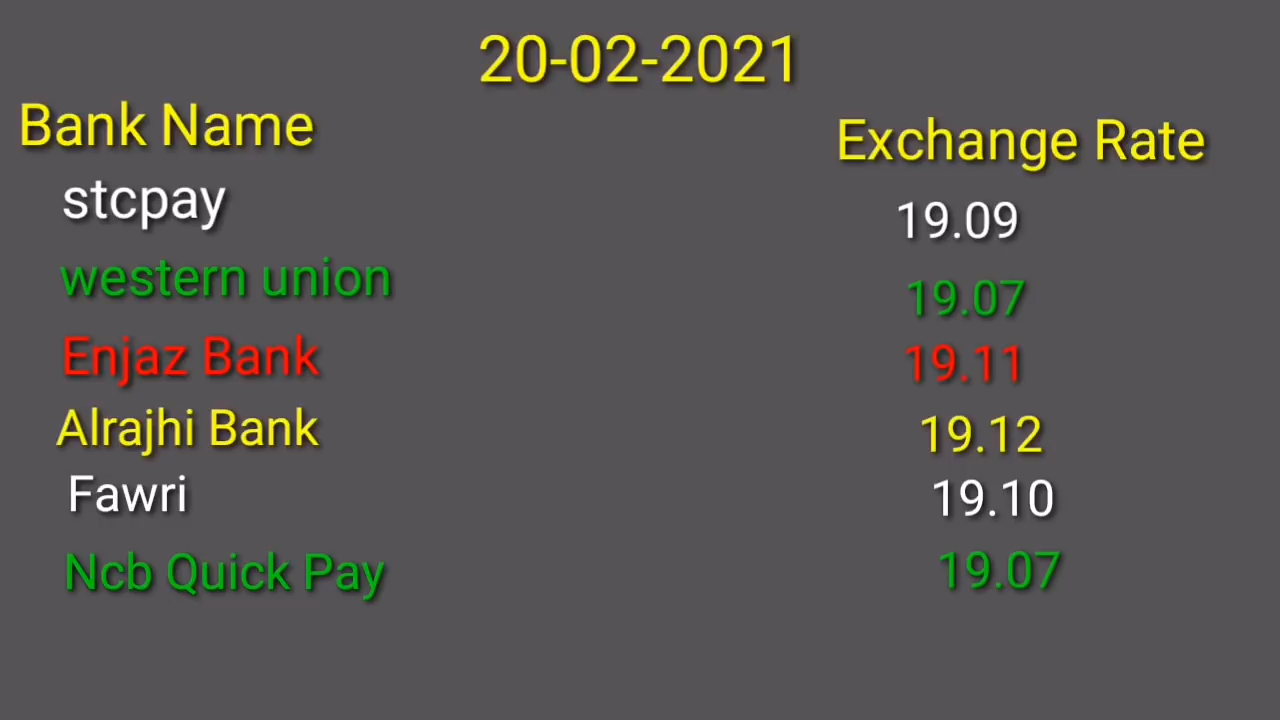 20-02-2021
Bank Name Exchange Rate
stcpay 19.09
western union 19.07
Enjaz Bank 19.11
Alrajhi Bank 19.12
Fawri 19.10
Ncb Quick Pay 19.07